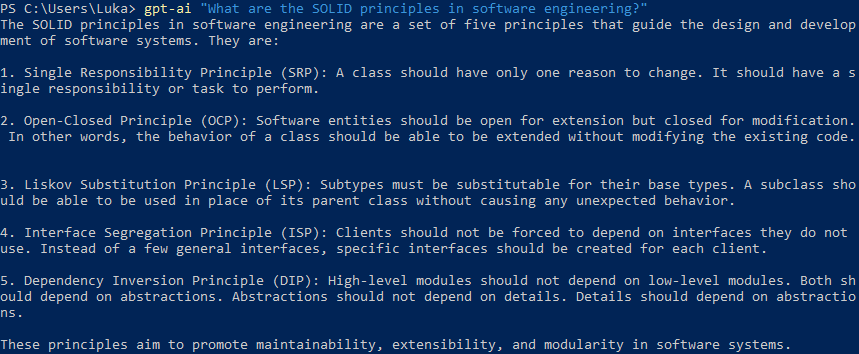 PS C:\Users\Luka> gpt-ai "What are the SOLID principles in software engineering?"
The SOLID principles in software engineering are a set of five principles that guide the design and develop
ment of software systems. They are:
1. Single Responsibility Principle (SRP): A class should have only one reason to change. It should have a s
ingle responsibility or task to perform.
2. Open-Closed Principle (OCP): Software entities should be open for extension but closed for modification.
In other words, the behavior of a class should be able to be extended without modifying the existing code.
3. Liskov Substitution Principle (LSP): Subtypes must be substitutable for their base types. A subclass sho
uld be able to be used in place of its parent class without causing any unexpected behavior.
4. Interface Segregation Principle (ISP): Clients should not be forced to depend on interfaces they do not
use. Instead of a few general interfaces, specific interfaces should be created for each client.
5. Dependency Inversion Principle (DIP): High-level modules should not depend on low-level modules. Both sh
ould depend on abstractions. Abstractions should not depend on details. Details should depend on abstractio
ns.
These principles aim to promote maintainability, extensibility, and modularity in software systems.